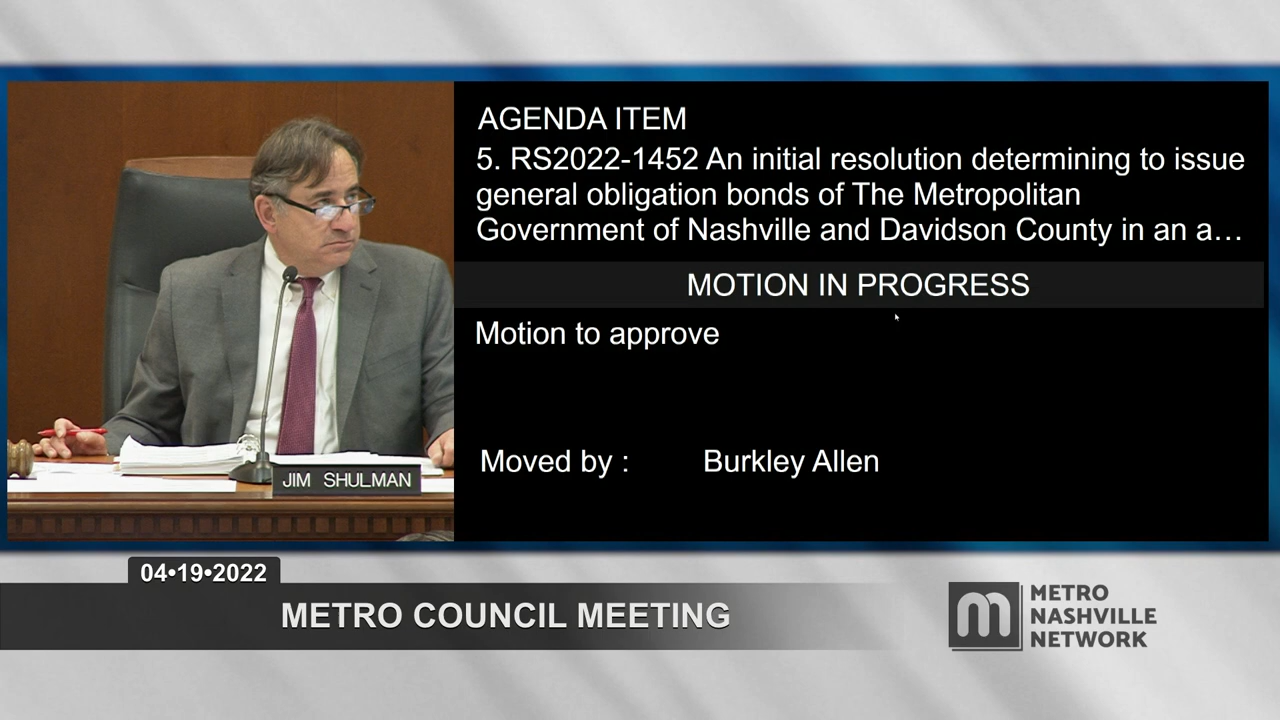 AGENDA ITEM
5. RS2022-1452 An initial resolution determining to issue
general obligation bonds of The Metropolitan
Government of Nashville and Davidson County in an a…
MOTION IN PROGRESS
Motion to approve
Moved by : Burkley Allen
JIM SHULMAN
04•19•2022
METRO COUNCIL MEETING
m
METRO
NASHVILLE
NETWORK